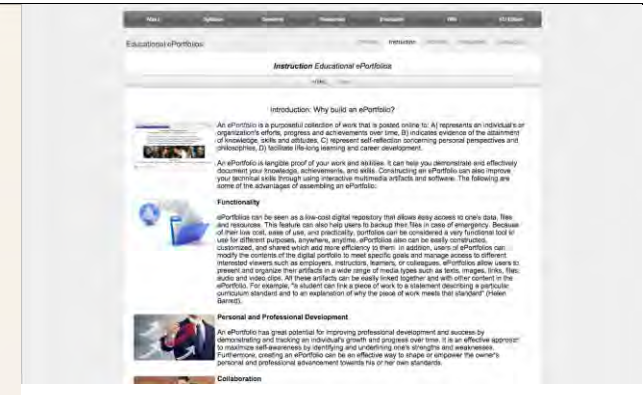 Syllabus
Resources
Educational ePortfolios
Instruction
Instruction Educational ePortfolios
Introduction: Why build an ePortfolio?
An ePortfolio is a purposeful collection of work that is posted online to: A) represents an individual's or
organization's efforts, progress and achievements over time, B) indicates evidence of the attainment
of knowledge, skills and attitudes, C) represent self-reflection concerning personal perspectives and
philosophies, D) facilitate life-long learning and career development.
An ePortfolio is tangible proof of your work and abilities. It can help you demonstrate and effectively
document your knowledge, achievements, and skills. Constructing an ePortfolio can also improve
your technical skills through using interactive multimedia artifacts and software. The following are
some of the advantages of assembling an ePortfolio:
Functionality
ePortfolios can be seen as a low-cost digital repository that allows easy access to one's data, files
and resources. This feature can also help users to backup their files in case of emergency. Because
of their low cost, ease of use, and practicality, portfolios can be considered a very functional tool to
use for different purposes, anywhere, anytime. ePortfolios also can be easily constructed,
customized, and shared which add more efficiency to them. In addition, users of ePortfolios can
modify the contents of the digital portfolio to meet specific goals and manage access to different
interested viewers such as employers, instructors, learners, or colleagues. ePortfolios allow users to
present and organize their artifacts in a wide range of media types such as texts, images, links, files,
audio and video clips. All these artifacts can be easily linked together and with other content in the
ePortfolio. For example, "a student can link a piece of work to a statement describing a particular
curriculum standard and to an explanation of why the piece of work meets that standard" (Helen
Barrett).
Personal and Professional Development
An ePortfolio has great potential for improving professional development and success by
demonstrating and tracking an individual's growth and progress over time. It is an effective approach
to maximize self-awareness by identifying and underlining one's strengths and weaknesses.
Furthermore, creating an ePortfolio can be an effective way to shape or empower the owner's
personal and professional advancement towards his or her own standards.
Collaboration